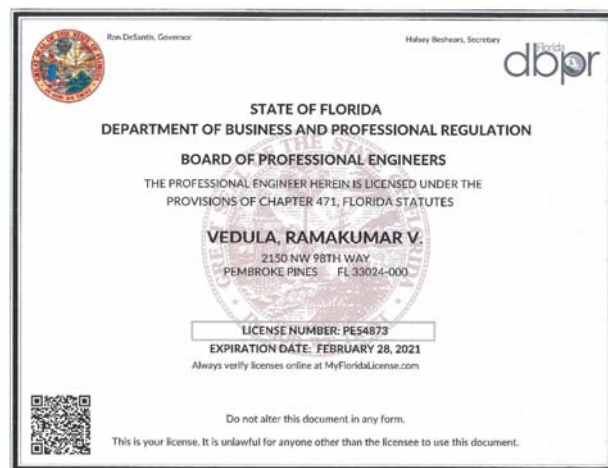 Ron DeSantis, Governor
Halsey Beshears, Secretary
Florida
dbpr
STATE OF FLORIDA
DEPARTMENT OF BUSINESS AND PROFESSIONAL REGULATION
BOARD OF PROFESSIONAL ENGINEERS
THE PROFESSIONAL ENGINEER HEREIN IS LICENSED UNDER THE
PROVISIONS OF CHAPTER 471, FLORIDA STATUTES
VEDULA, RAMAKUMAR V.
2150 NW 98TH WAY
PEMBROKE PINES FL 33024-000
LICENSE NUMBER: PE54873
EXPIRATION DATE: FEBRUARY 28, 2021
Always verify licenses online at MyFloridaLicense.com
Do not alter this document in any form.
This is your license. It is unlawful for anyone other than the licensee to use this document.